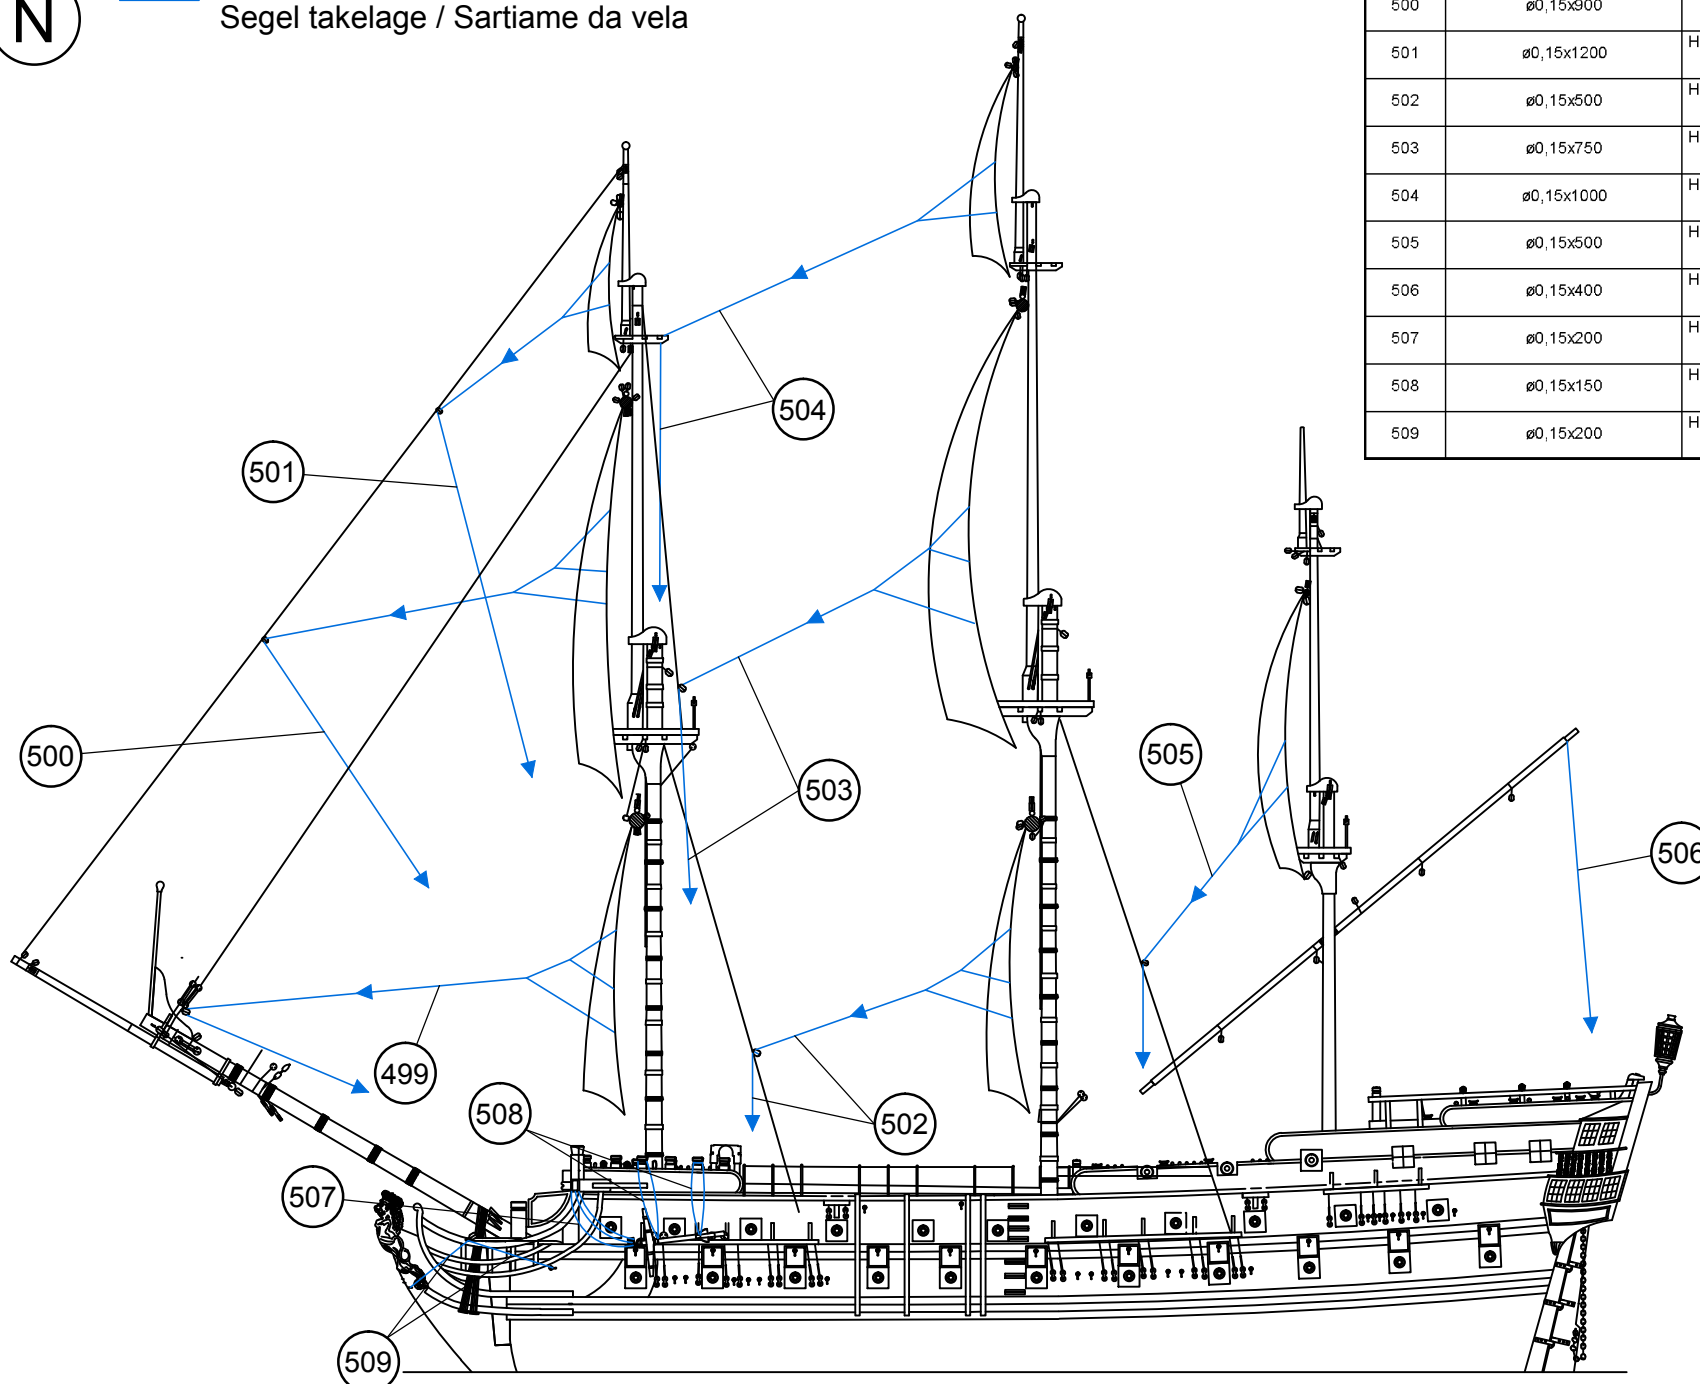 N
Segel takelage / Sartiame da vela
500 ø0,15x900
501 ø0,15x1200 H
502 ø0,15x500 H
503 ø0,15x750 H
504 ø0,15x1000 H
505 ø0,15x500 H
506 ø0,15x400 H
507 ø0,15x200 H
508 ø0,15x150 H
509 ø0,15x200 H
504
501
500
503
505
506
499
508
502
507
509